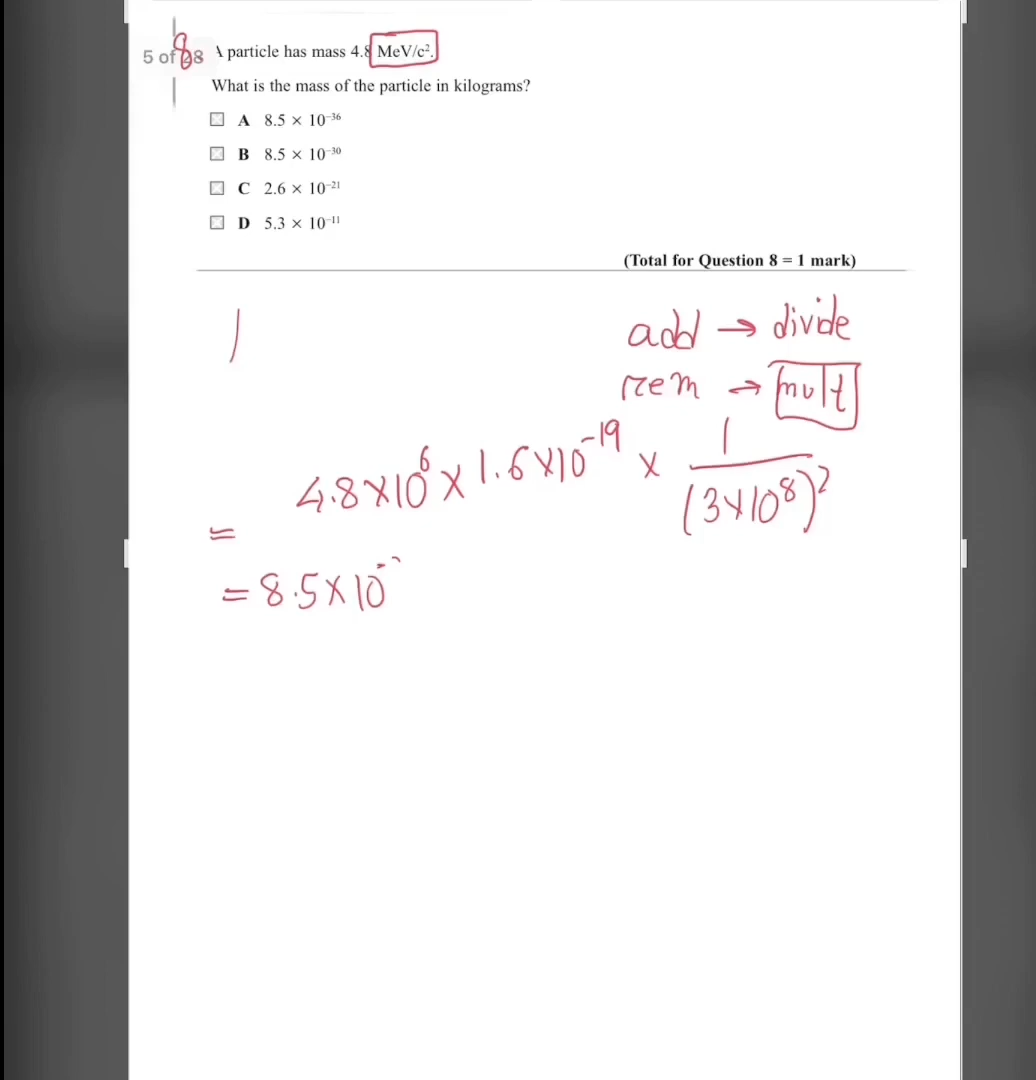 5 of 88 A particle has mass 4.8 MeV/c².
What is the mass of the particle in kilograms?
A 8.5 × 10⁻³⁶
B 8.5 × 10⁻³⁰
C 2.6 × 10⁻²¹
D 5.3 × 10⁻¹¹
(Total for Question 8 = 1 mark)
add → divide
rem → mult
= 4.8×10⁶ × 1.6×10⁻¹⁹ × 1/(3×10⁸)²
= 8.5×10⁻